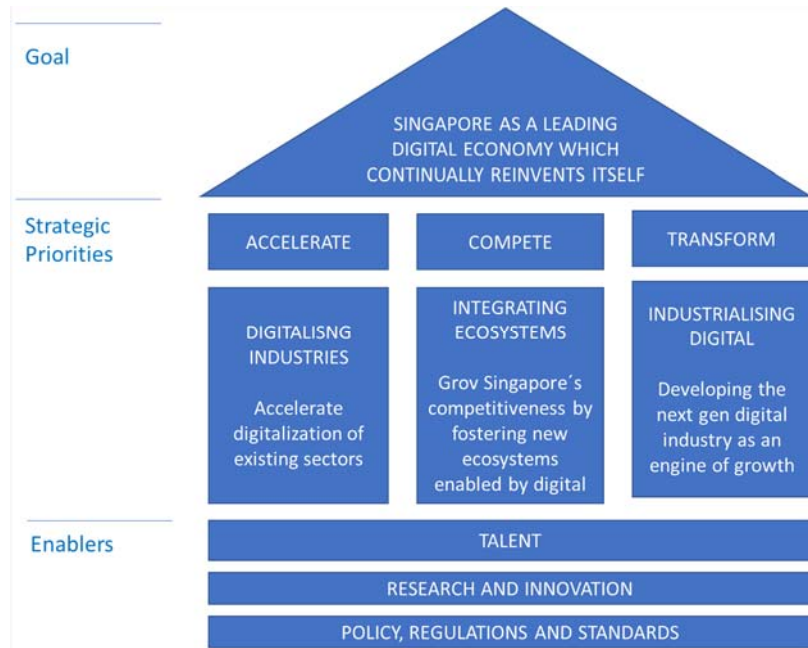 Goal
SINGAPORE AS A LEADING
DIGITAL ECONOMY WHICH
CONTINUALLY REINVENTS ITSELF
Strategic
Priorities
ACCELERATE
COMPETE
TRANSFORM
DIGITALISNG
INDUSTRIES
Accelerate
digitalization of
existing sectors
INTEGRATING
ECOSYSTEMS
Grov Singapore´s
competitiveness by
fostering new
ecosystems
enabled by digital
INDUSTRIALISING
DIGITAL
Developing the
next gen digital
industry as an
engine of growth
Enablers
TALENT
RESEARCH AND INNOVATION
POLICY, REGULATIONS AND STANDARDS